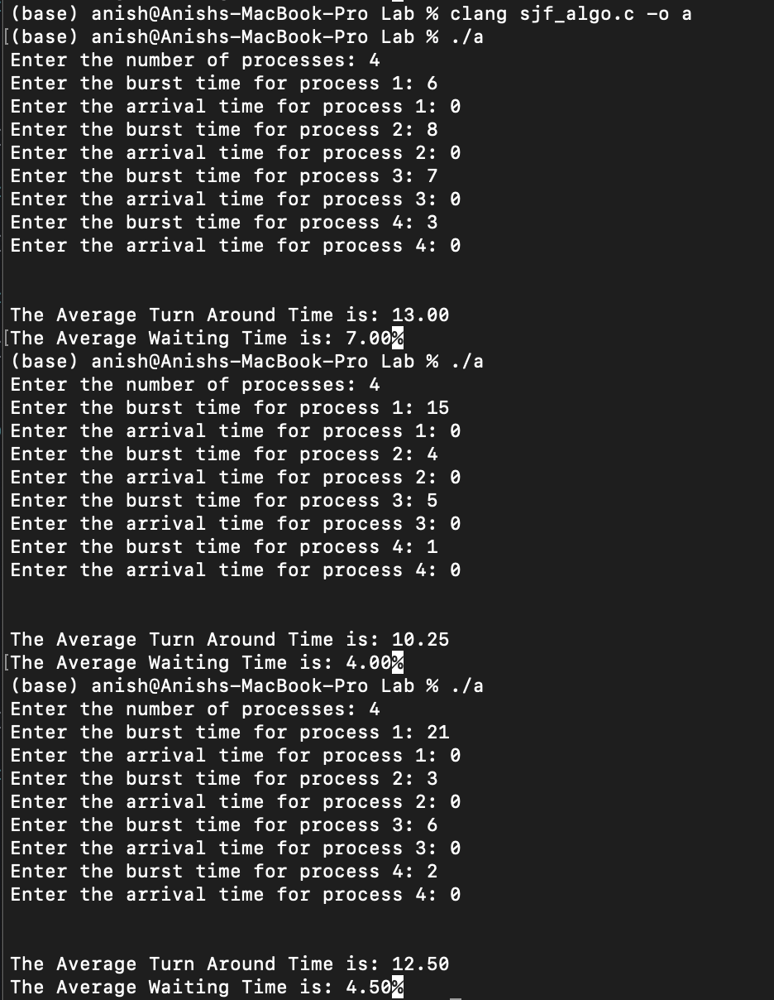 (base) anish@Anishs-MacBook-Pro Lab % clang sjf_algo.c -o a
[(base) anish@Anishs-MacBook-Pro Lab % ./a
Enter the number of processes: 4
Enter the burst time for process 1: 6
Enter the arrival time for process 1: 0
Enter the burst time for process 2: 8
Enter the arrival time for process 2: 0
Enter the burst time for process 3: 7
Enter the arrival time for process 3: 0
Enter the burst time for process 4: 3
Enter the arrival time for process 4: 0
The Average Turn Around Time is: 13.00
[The Average Waiting Time is: 7.00%
(base) anish@Anishs-MacBook-Pro Lab % ./a
Enter the number of processes: 4
Enter the burst time for process 1: 15
Enter the arrival time for process 1: 0
Enter the burst time for process 2: 4
Enter the arrival time for process 2: 0
Enter the burst time for process 3: 5
Enter the arrival time for process 3: 0
Enter the burst time for process 4: 1
Enter the arrival time for process 4: 0
The Average Turn Around Time is: 10.25
[The Average Waiting Time is: 4.00%
(base) anish@Anishs-MacBook-Pro Lab % ./a
Enter the number of processes: 4
Enter the burst time for process 1: 21
Enter the arrival time for process 1: 0
Enter the burst time for process 2: 3
Enter the arrival time for process 2: 0
Enter the burst time for process 3: 6
Enter the arrival time for process 3: 0
Enter the burst time for process 4: 2
Enter the arrival time for process 4: 0
The Average Turn Around Time is: 12.50
The Average Waiting Time is: 4.50%